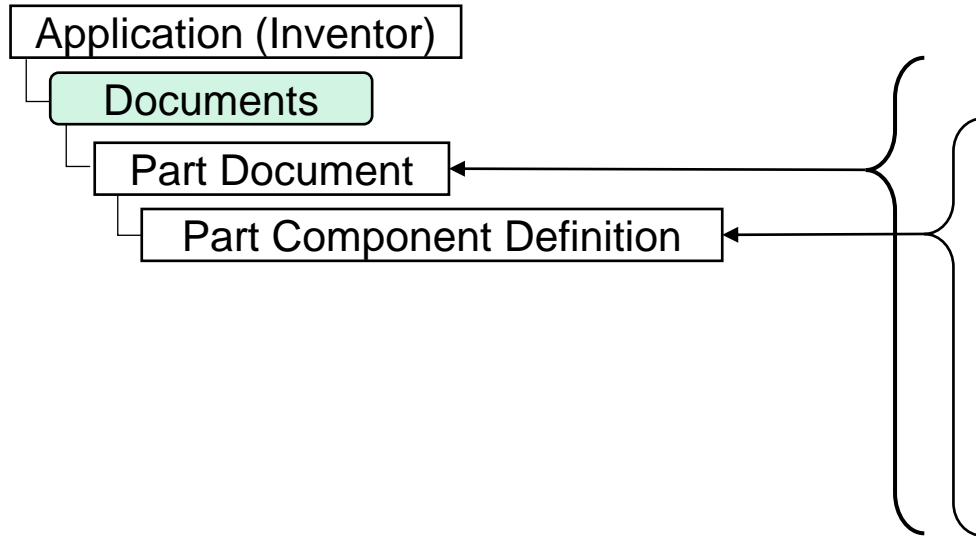 Application (Inventor)
Documents
Part Document
Part Component Definition